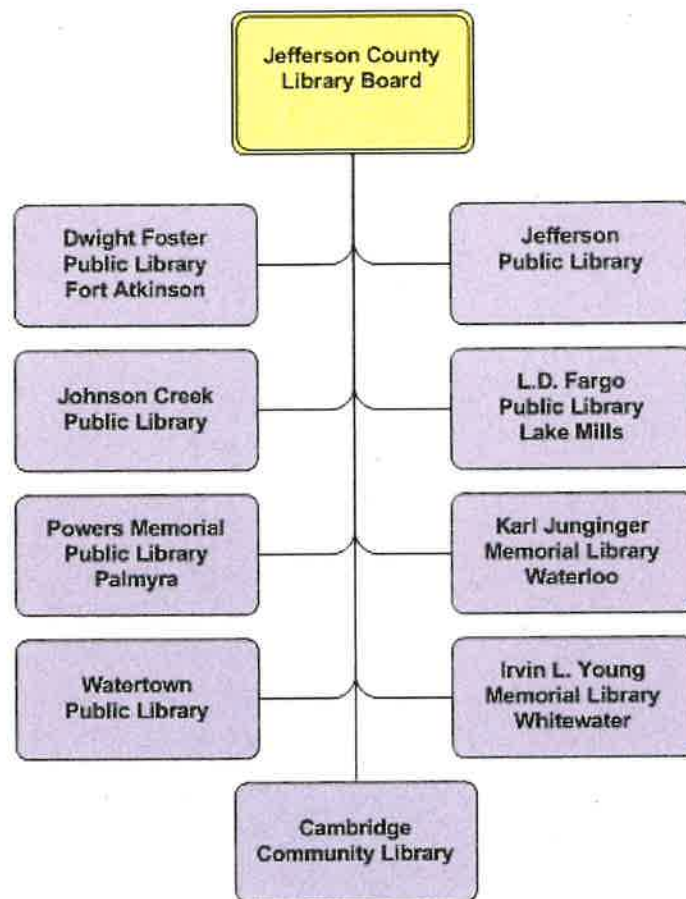 Jefferson County
Library Board
Dwight Foster
Public Library
Fort Atkinson
Jefferson
Public Library
Johnson Creek
Public Library
L.D. Fargo
Public Library
Lake Mills
Powers Memorial
Public Library
Palmyra
Karl Junginger
Memorial Library
Waterloo
Watertown
Public Library
Irvin L. Young
Memorial Library
Whitewater
Cambridge
Community Library